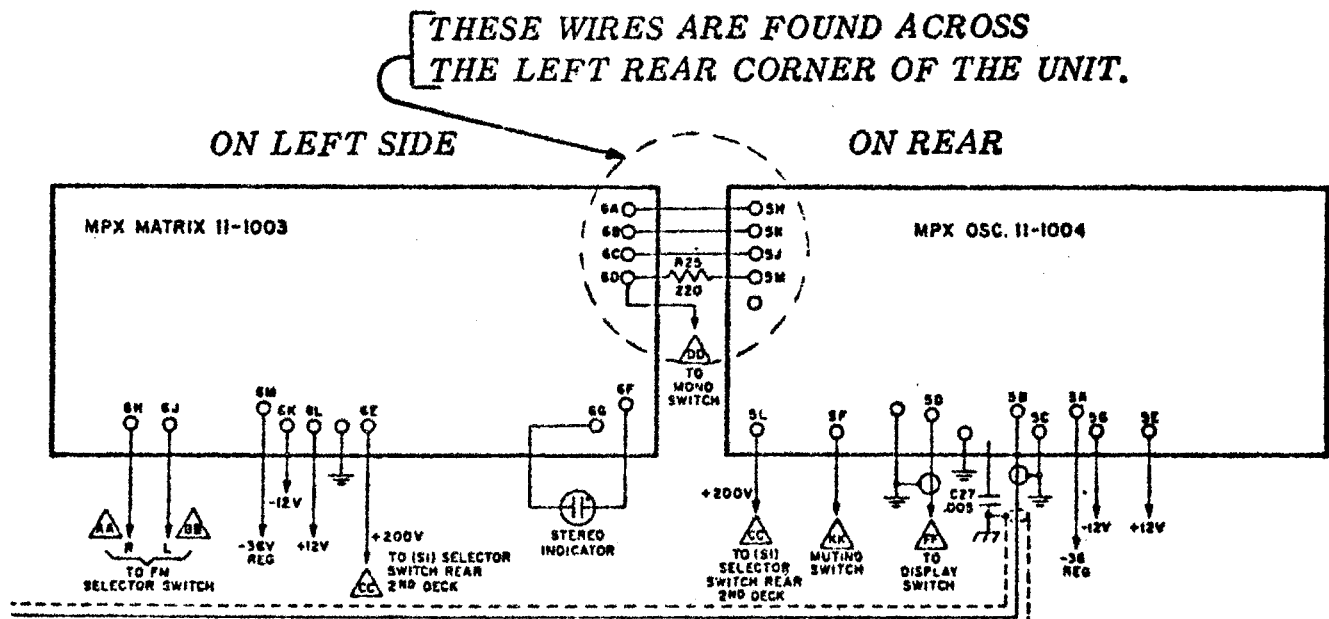 THESE WIRES ARE FOUND ACROSS
THE LEFT REAR CORNER OF THE UNIT.
ON LEFT SIDE
ON REAR
MPX MATRIX 11-1003
MPX OSC. 11-1004
6A
5H
6B
5K
6C
5J
R25
6D
5M
220
DD
TO
MONO
SWITCH
6H
6J
6M
6K
6L
6E
6G
6F
5L
5F
5D
5B
5C
5A
5G
5E
-12V
+200V
C27
.005
-12V
+12V
AA
BB
R
L
-36V
REG
+12V
+200V
STEREO
INDICATOR
CC
KK
FF
-36
REG
TO FM
SELECTOR SWITCH
CC
TO (S1) SELECTOR
SWITCH REAR
2ND DECK
TO (S1)
SELECTOR
SWITCH REAR
2ND DECK
MUTING
SWITCH
TO
DISPLAY
SWITCH